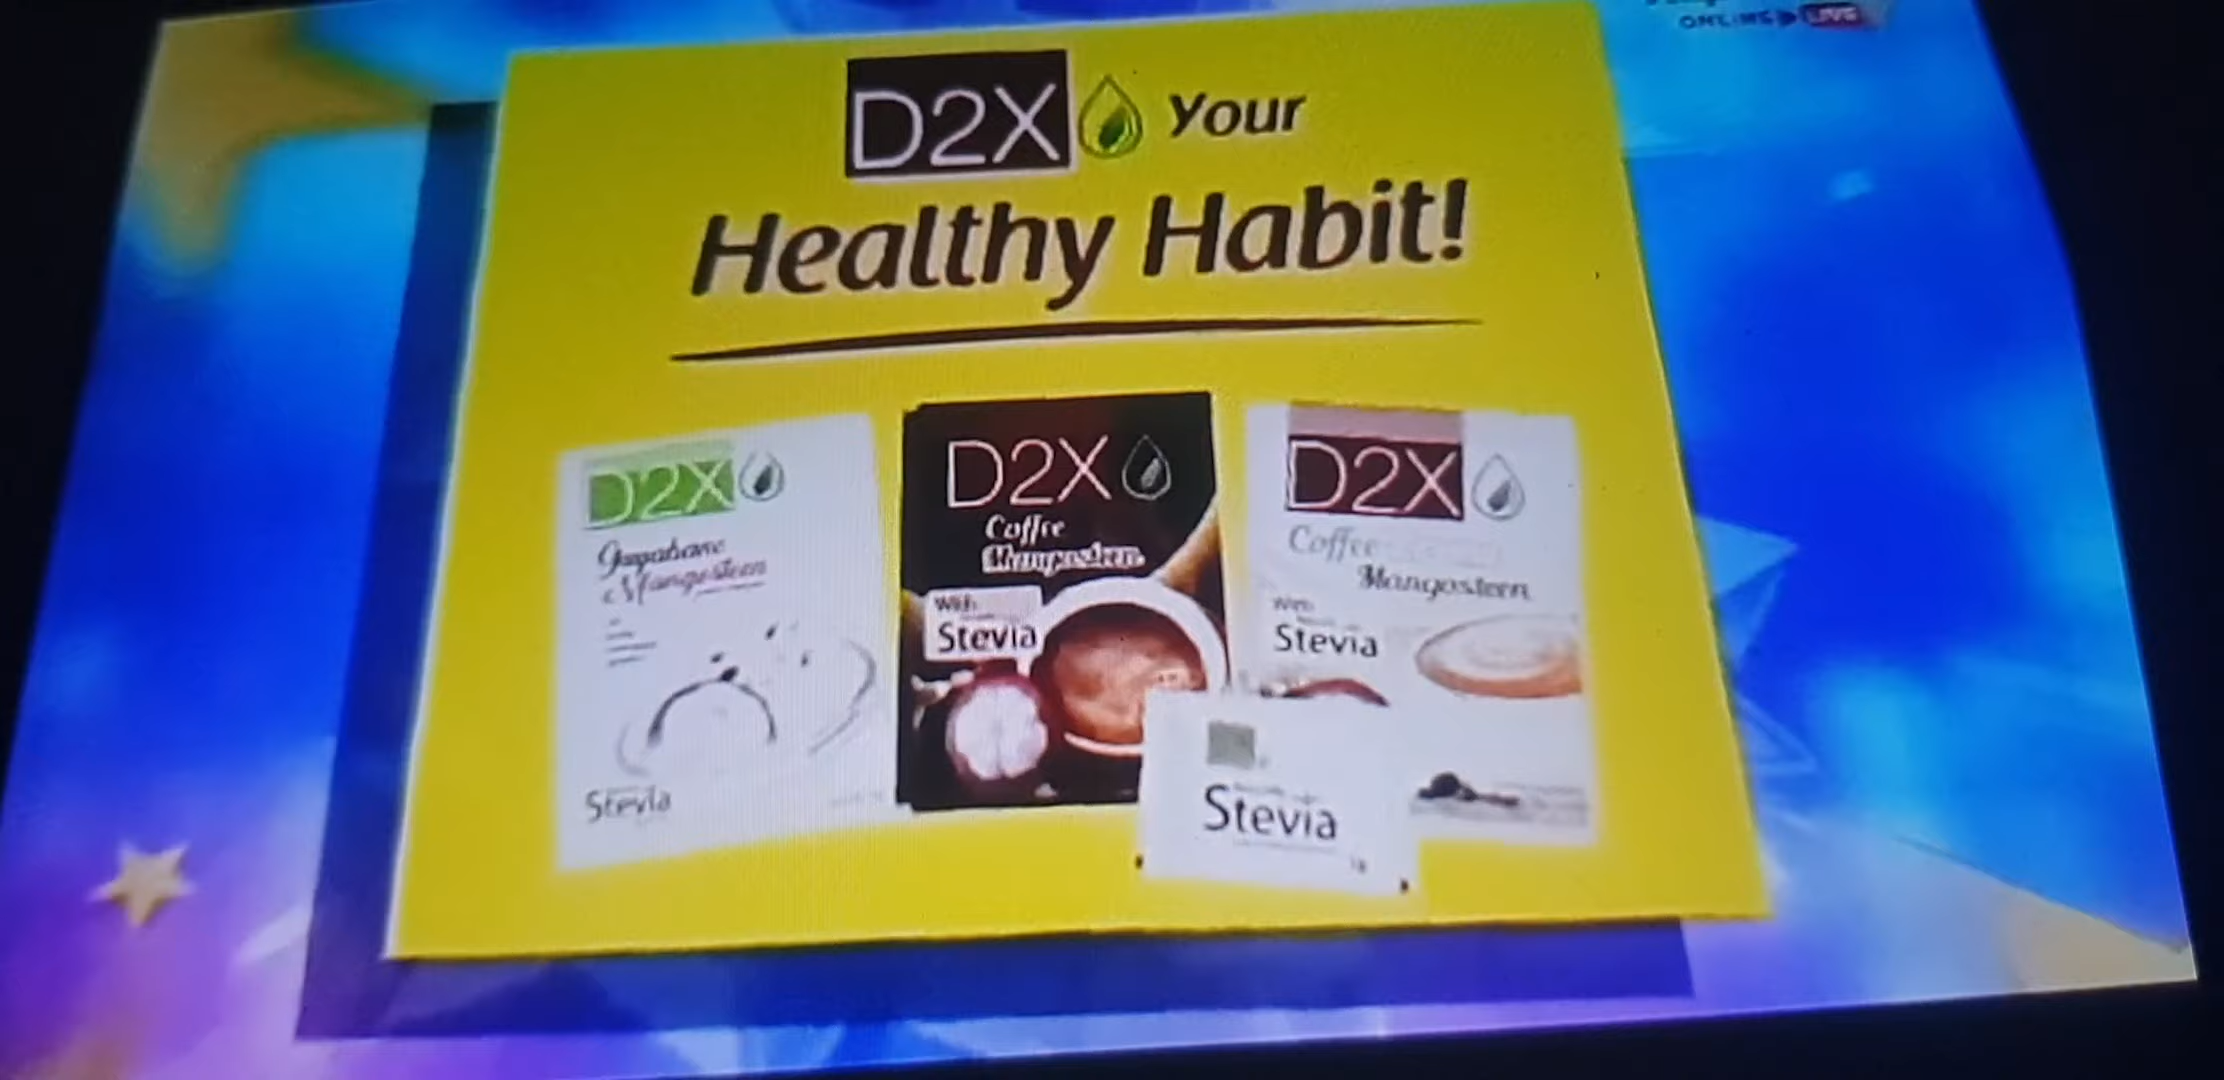 ONLINE LIVE
D2X Your
Healthy Habit!
D2X
Guyabano
Mangosteen
Stevia
D2X
Coffee
Mangosteen
With
Stevia
D2X
Coffee
Mangosteen
With
Stevia
Stevia